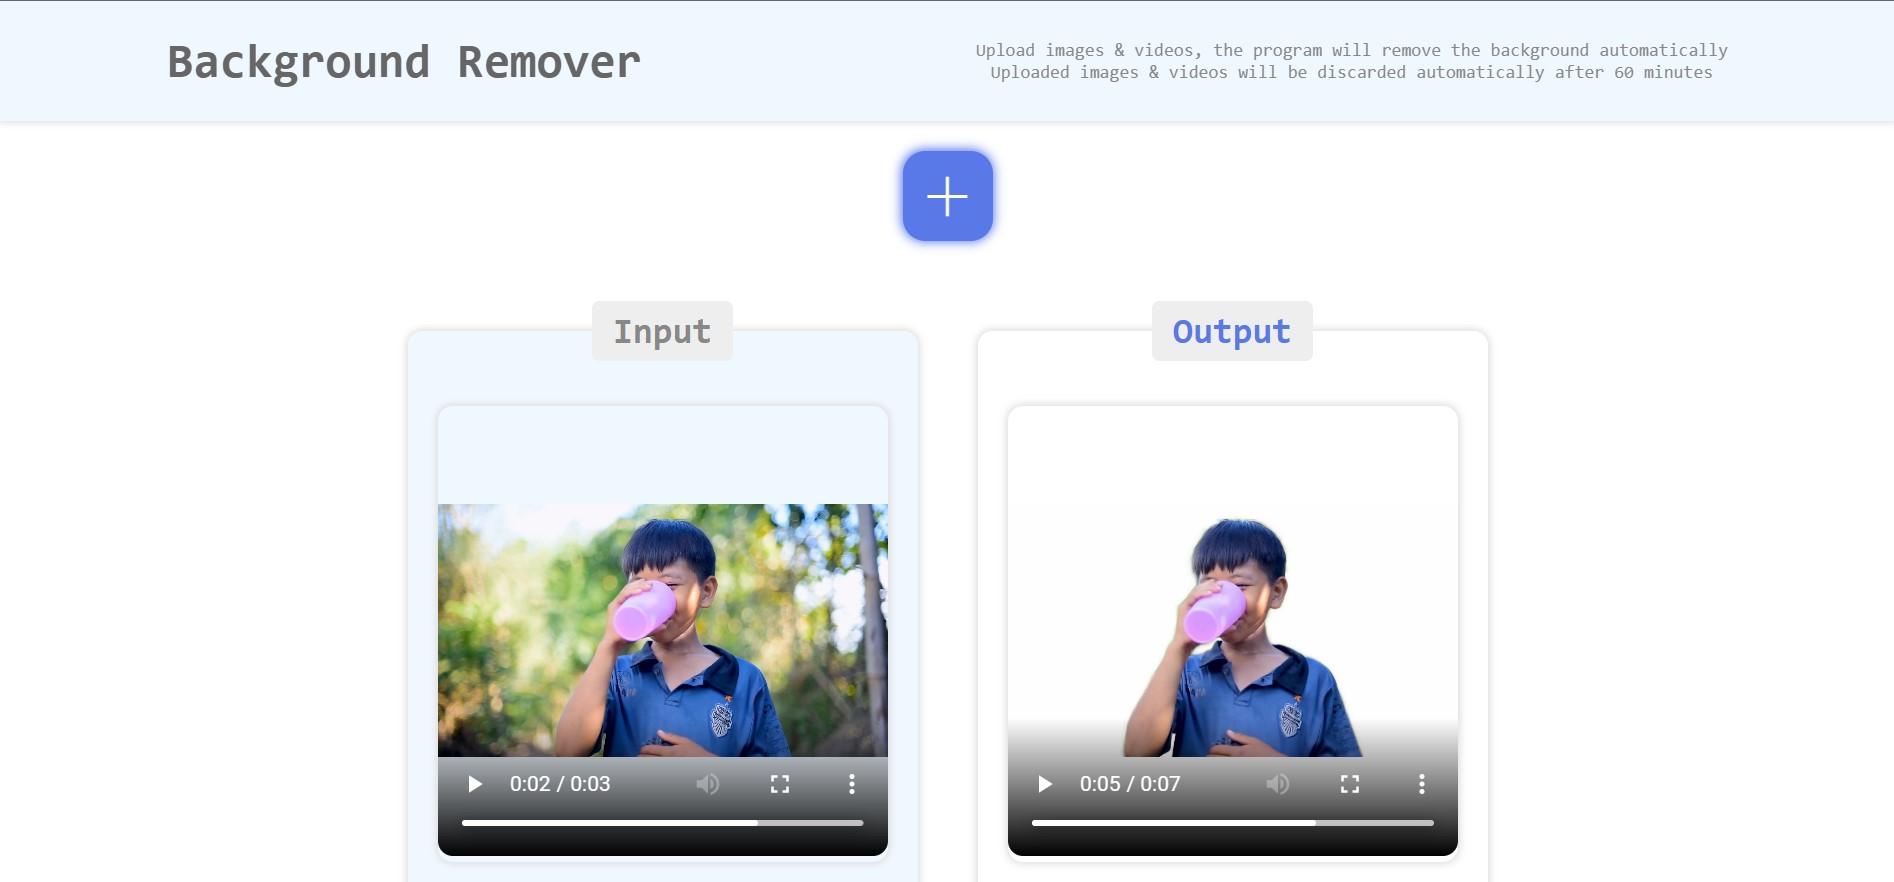 Background Remover
Upload images & videos, the program will remove the background automatically
Uploaded images & videos will be discarded automatically after 60 minutes
Input
Output
0:02 / 0:03
0:05 / 0:07